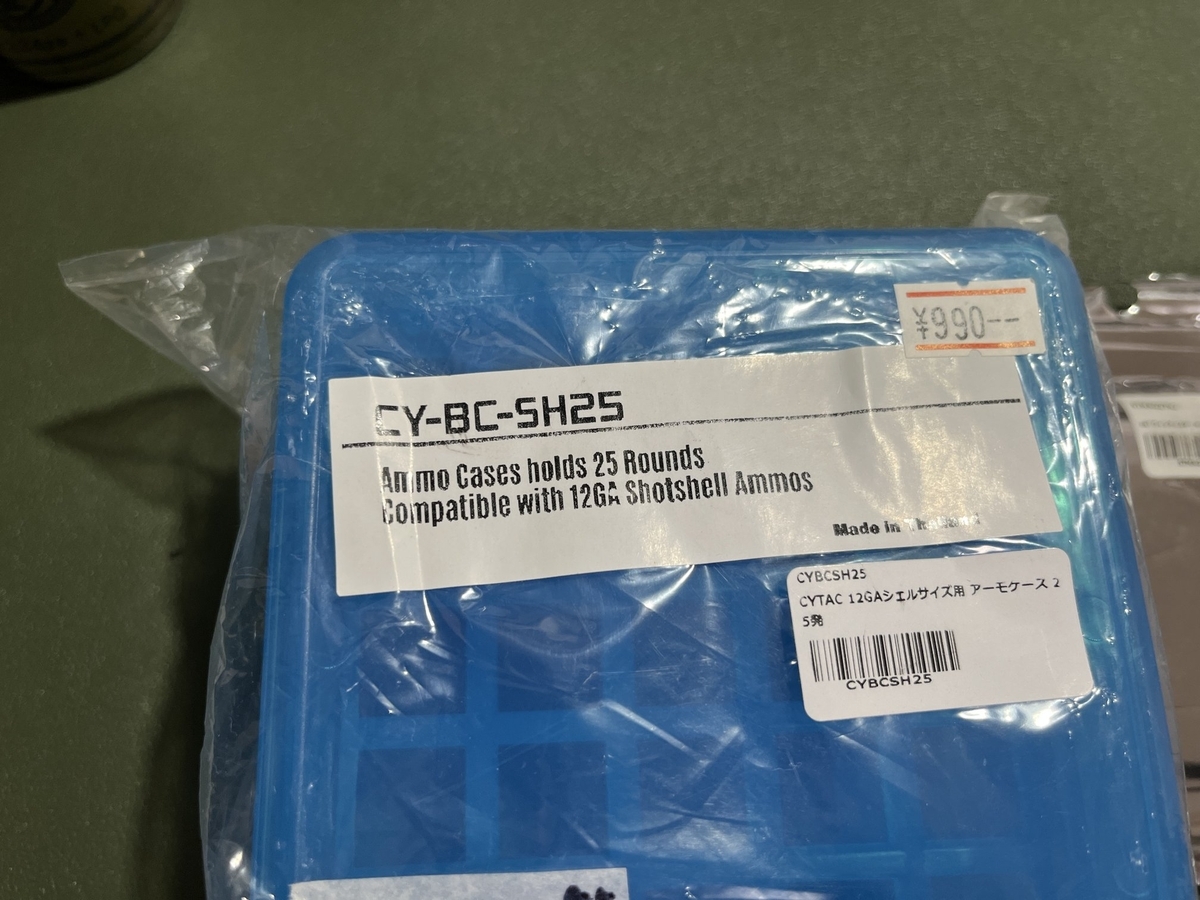 ¥990--
CY-BC-SH25
Ammo Cases holds 25 Rounds
Compatible with 12GA Shotshell Ammos
Made in Thailand
CYBCSH25
CYTAC 12GAシェルサイズ用 アーモケース 2
5発
CYBCSH25